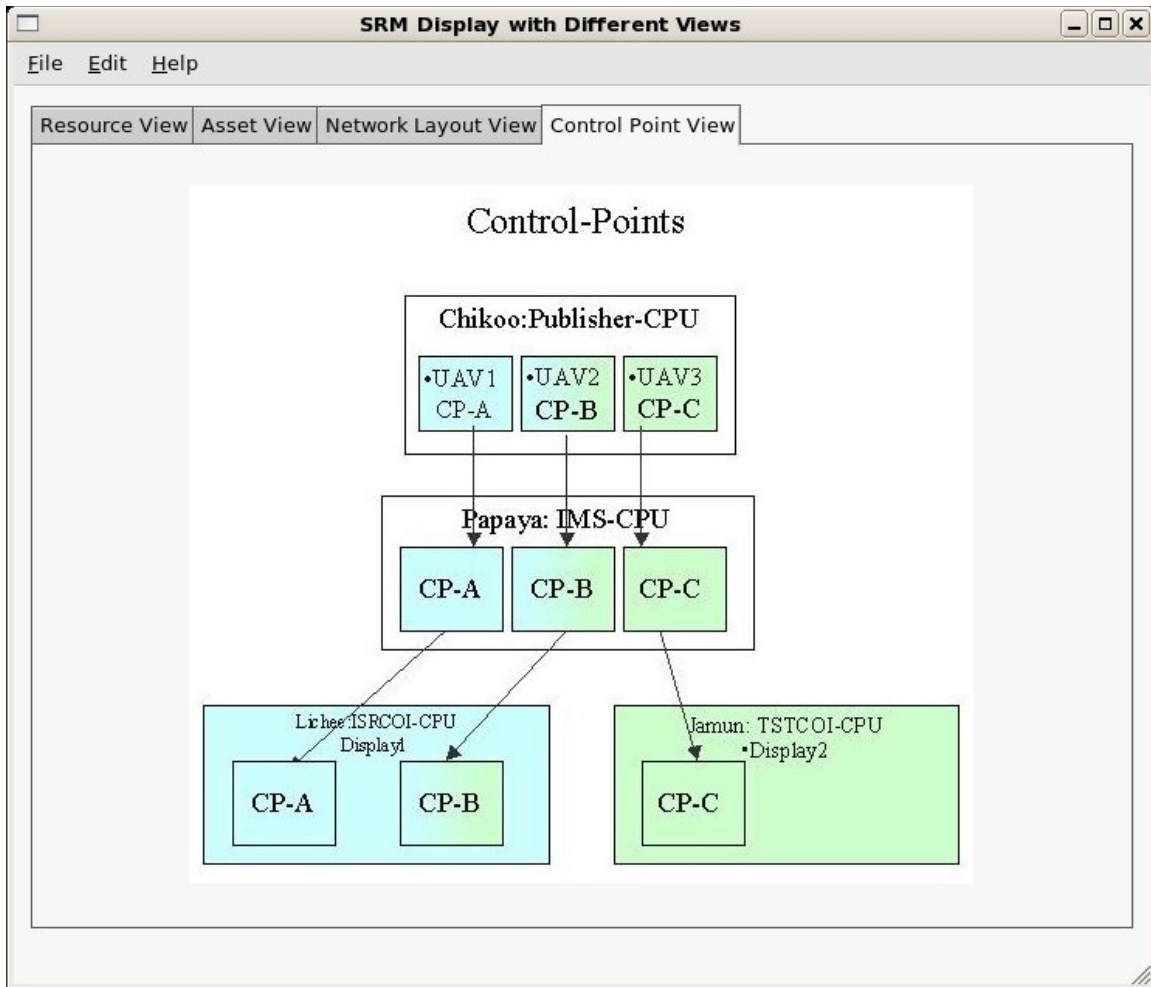 SRM Display with Different Views
File Edit Help
Resource View Asset View Network Layout View Control Point View
Control-Points
Chikoo:Publisher-CPU
•UAV1 •UAV2 •UAV3
CP-A CP-B CP-C
Papaya: IMS-CPU
CP-A CP-B CP-C
Lichee:ISRCOI-CPU
Display1
CP-A CP-B
Jamun: TSTCOI-CPU
•Display2
CP-C